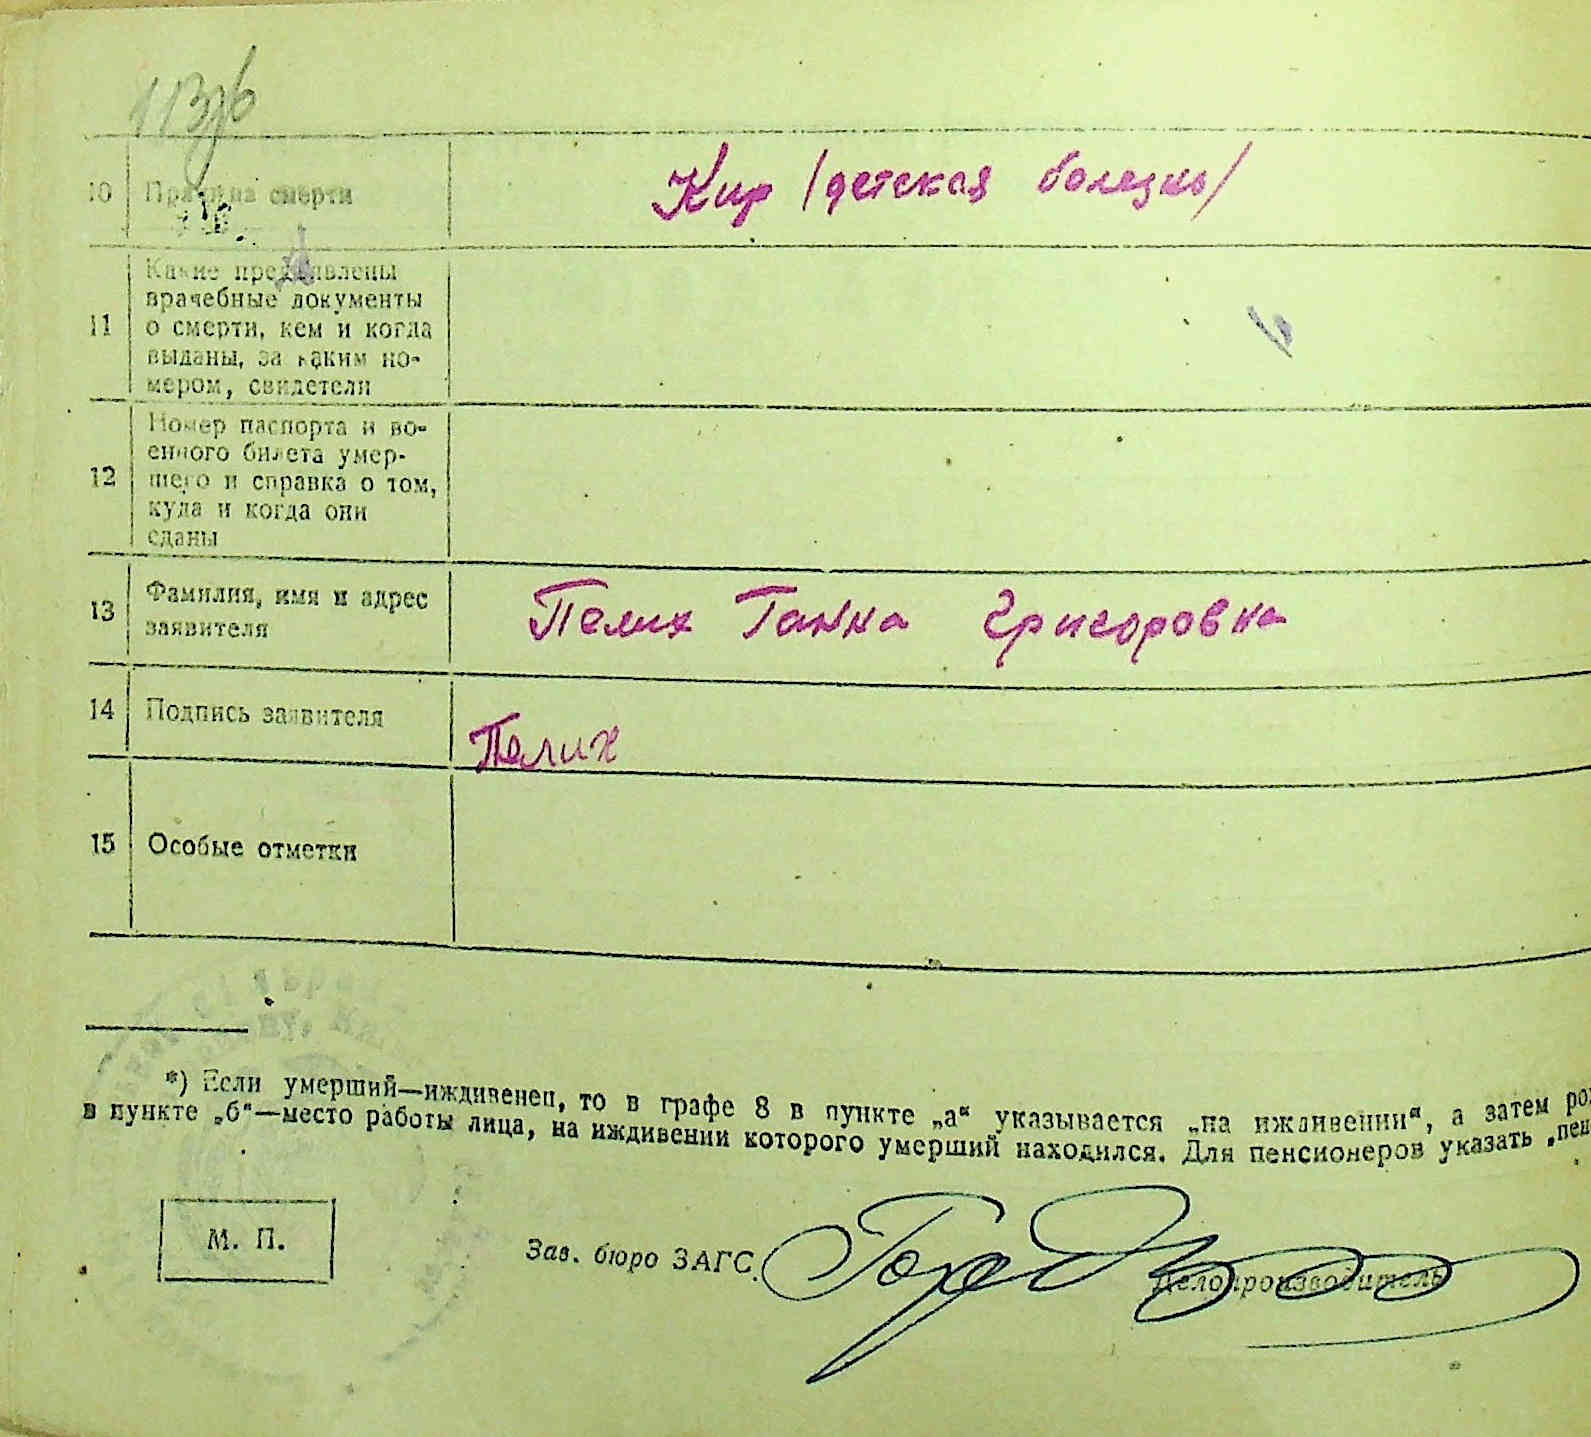 10 Причина смерти Кир /детская болезнь/
11 Какие предъявлены
врачебные документы
о смерти, кем и когда
выданы, за каким но-
мером, свидетели
12 Номер паспорта и во-
енного билета умер-
шего и справка о том,
куда и когда они
сданы
13 Фамилия, имя и адрес
заявителя
Пелих Ганна Григоровна
14 Подпись заявителя Пелих
15 Особые отметки
*) Если умерший—иждивенец, то в графе 8 в пункте „а“ указывается „на иждивении“, а затем
в пункте „б“—место работы лица, на иждивении которого умерший находился. Для пенсионеров указать
М. П.
Зав. бюро ЗАГС Делопроизводитель